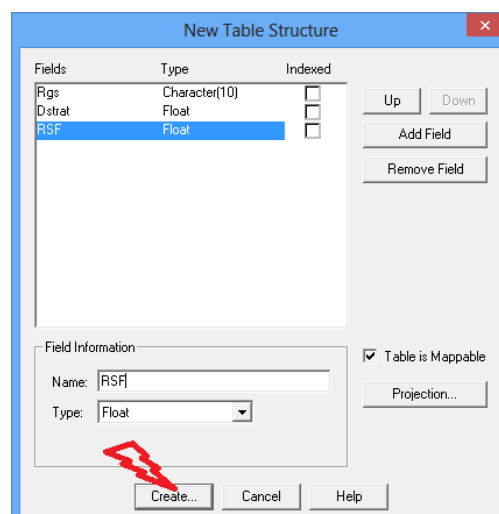 New Table Structure
Fields Type Indexed
Rgs Character(10)
Dstrat Float
RSF Float
Up Down
Add Field
Remove Field
Field Information
Name: RSF
Type: Float
Table is Mappable
Projection...
Create... Cancel Help